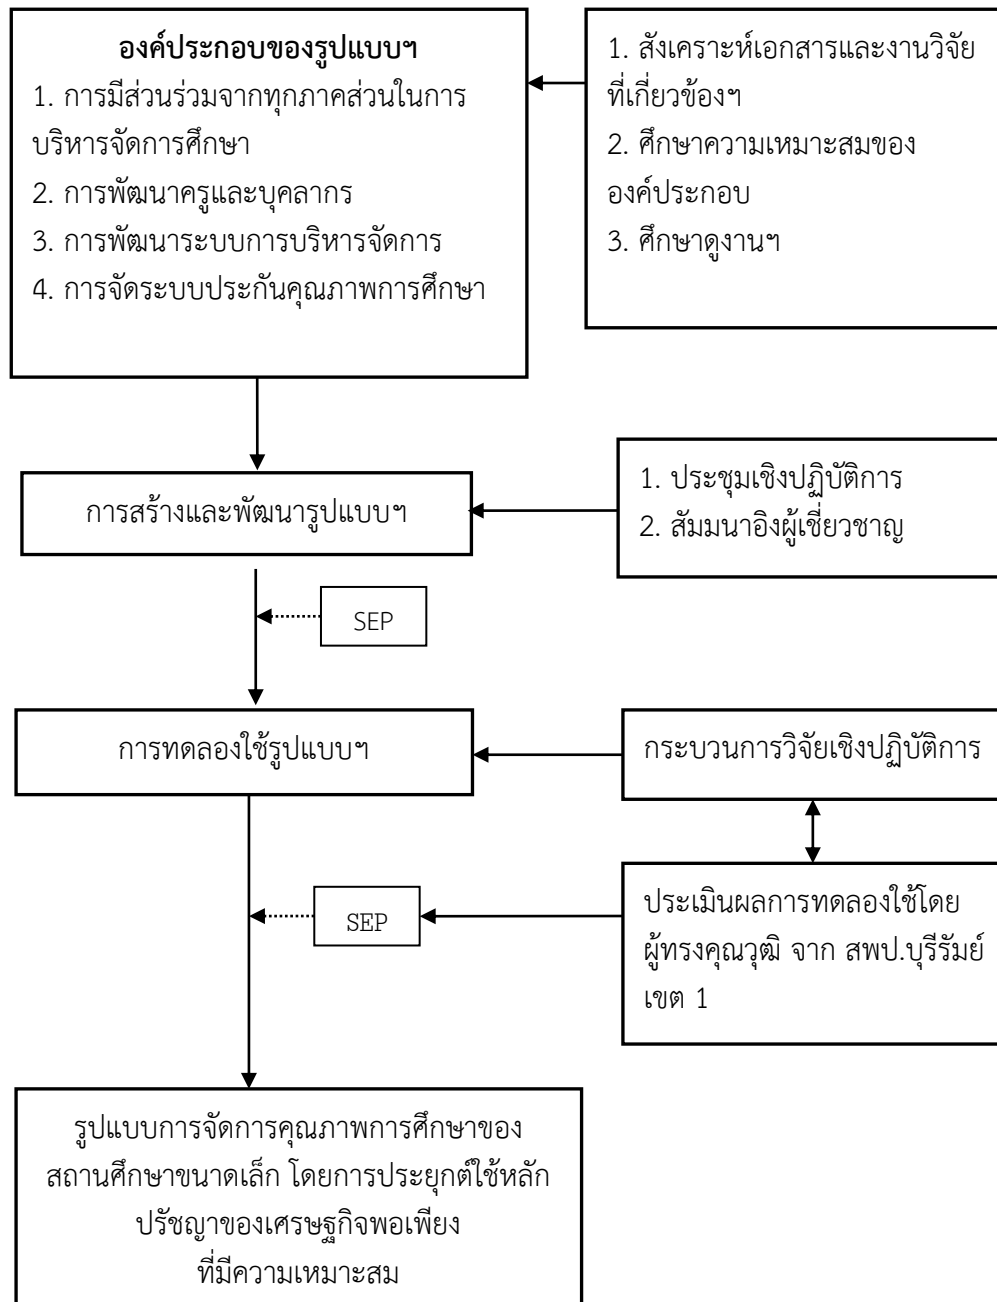 องค์ประกอบของรูปแบบฯ
1. การมีส่วนร่วมจากทุกภาคส่วนในการ
บริหารจัดการศึกษา
2. การพัฒนาครูและบุคลากร
3. การพัฒนาระบบการบริหารจัดการ
4. การจัดระบบประกันคุณภาพการศึกษา
1. สังเคราะห์เอกสารและงานวิจัย
ที่เกี่ยวข้องฯ
2. ศึกษาความเหมาะสมของ
องค์ประกอบ
3. ศึกษาดูงานฯ
การสร้างและพัฒนารูปแบบฯ
1. ประชุมเชิงปฏิบัติการ
2. สัมมนาอิงผู้เชี่ยวชาญ
SEP
การทดลองใช้รูปแบบฯ
กระบวนการวิจัยเชิงปฏิบัติการ
SEP
ประเมินผลการทดลองใช้โดย
ผู้ทรงคุณวุฒิ จาก สพป.บุรีรัมย์
เขต 1
รูปแบบการจัดการคุณภาพการศึกษาของ
สถานศึกษาขนาดเล็ก โดยการประยุกต์ใช้หลัก
ปรัชญาของเศรษฐกิจพอเพียง
ที่มีความเหมาะสม